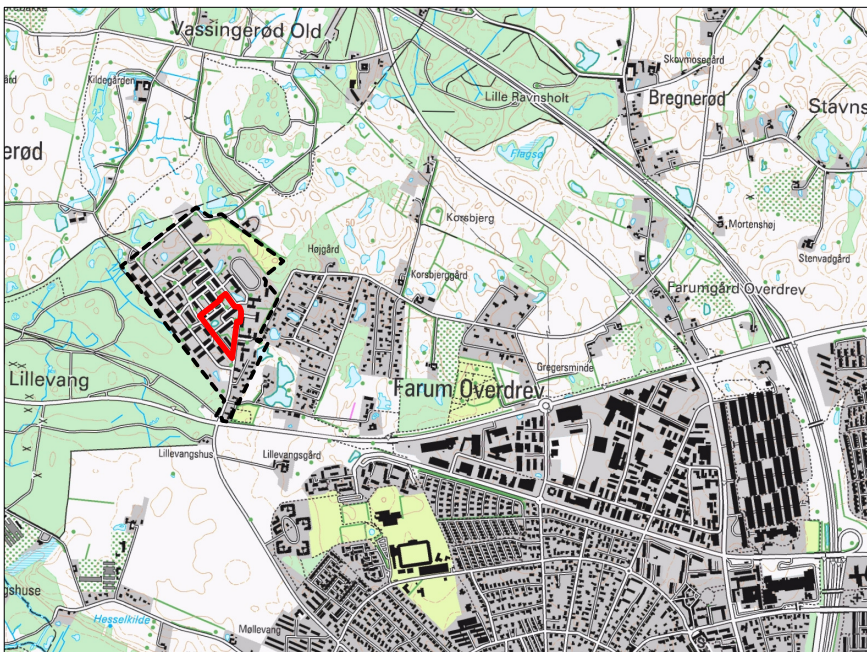 Vassingerød Old
Kildegården
50
Skovmosegård
Lille Ravnsholt
Bregnerød
Stavns
erød
Flagsø
50
Korsbjerg
Mortenshøj
Højgård
Korsbjerggård
Stenvadgård
Farumgård Overdrev
Gregersminde
Lillevang
Farum Overdrev
Lillevangshus
Lillevangsgård
gshuse
Hesselkilde
Møllevang